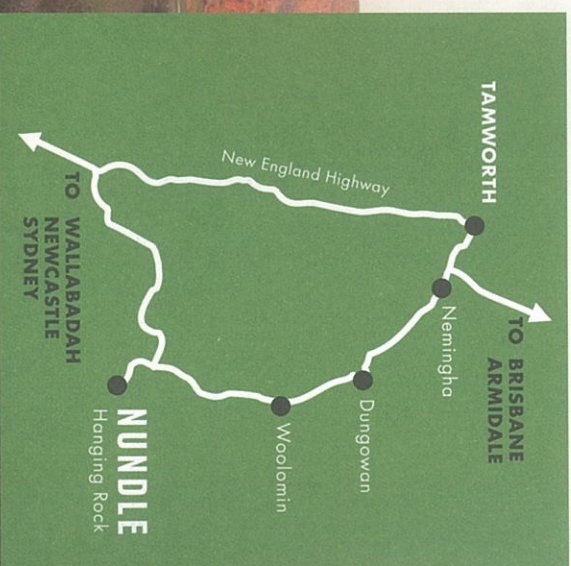 TAMWORTH
TO BRISBANE
ARMIDALE
Nemingha
New England Highway
Dungowan
Woolomin
NUNDLE
Hanging Rock
TO WALLABADAH
NEWCASTLE
SYDNEY